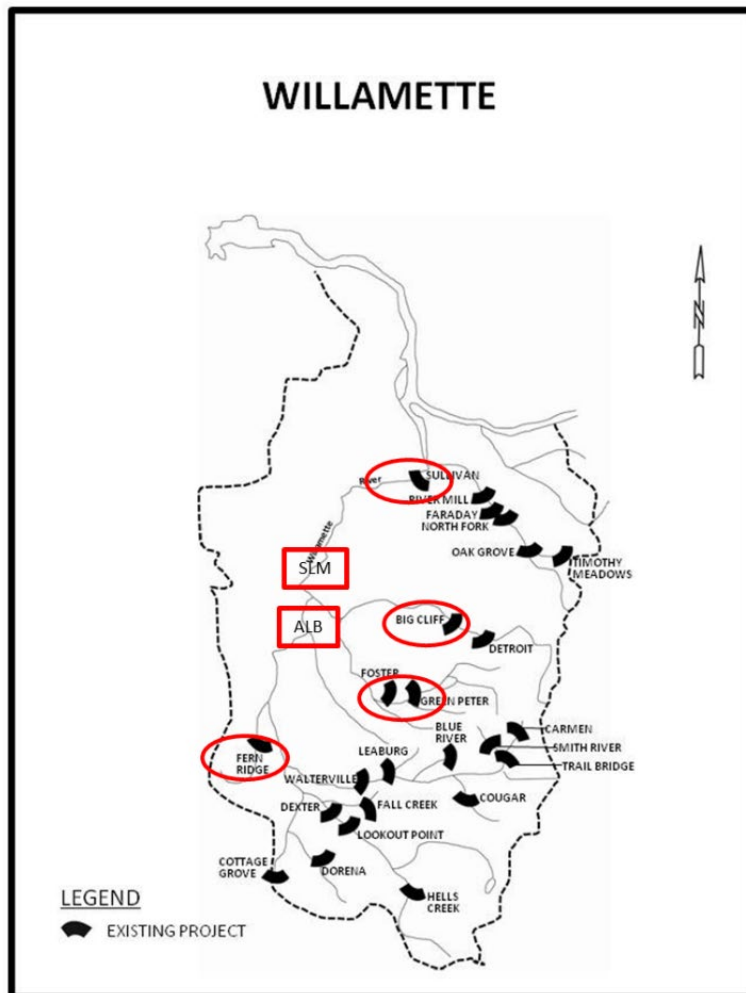 WILLAMETTE
N
SULLIVAN
River
RIVER MILL
FARADAY
NORTH FORK
Willamette
OAK GROVE
TIMOTHY
MEADOWS
SLM
ALB
BIG CLIFF
DETROIT
FOSTER
GREEN PETER
BLUE
RIVER
CARMEN
SMITH RIVER
TRAIL BRIDGE
LEABURG
FERN
RIDGE
WALTERVILLE
COUGAR
DEXTER
FALL CREEK
LOOKOUT POINT
COTTAGE
GROVE
DORENA
HELLS
CREEK
LEGEND
EXISTING PROJECT